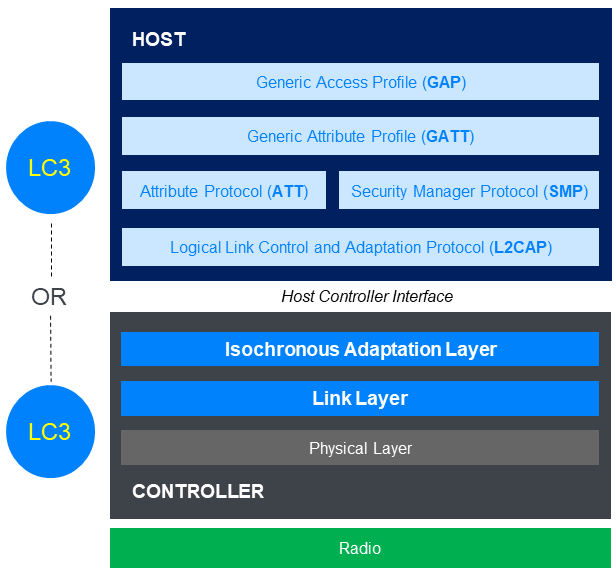 HOST
Generic Access Profile (GAP)
Generic Attribute Profile (GATT)
LC3
Attribute Protocol (ATT)
Security Manager Protocol (SMP)
Logical Link Control and Adaptation Protocol (L2CAP)
OR
Host Controller Interface
Isochronous Adaptation Layer
Link Layer
LC3
Physical Layer
CONTROLLER
Radio